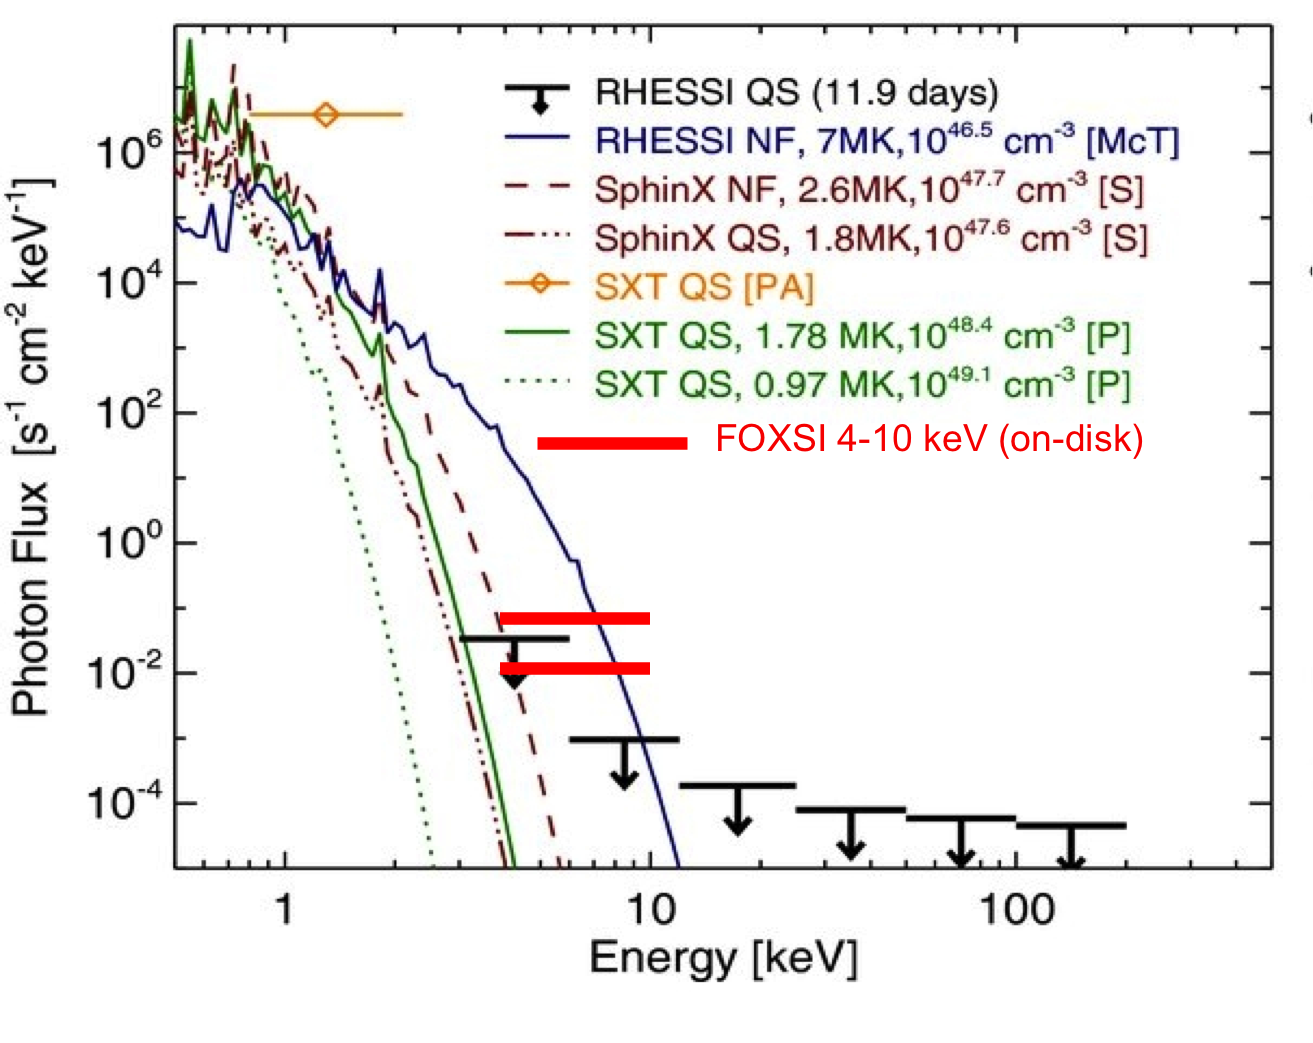 RHESSI QS (11.9 days)
RHESSI NF, 7MK,10^46.5 cm^-3 [McT]
SphinX NF, 2.6MK,10^47.7 cm^-3 [S]
SphinX QS, 1.8MK,10^47.6 cm^-3 [S]
SXT QS [PA]
SXT QS, 1.78 MK,10^48.4 cm^-3 [P]
SXT QS, 0.97 MK,10^49.1 cm^-3 [P]
FOXSI 4-10 keV (on-disk)
Photon Flux [s^-1 cm^-2 keV^-1]
10^6
10^4
10^2
10^0
10^-2
10^-4
1 10 100
Energy [keV]